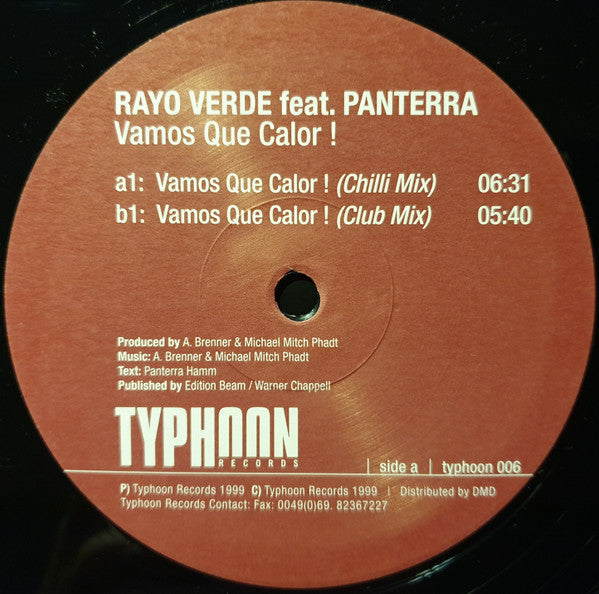 RAYO VERDE feat. PANTERRA
Vamos Que Calor !
a1: Vamos Que Calor ! (Chilli Mix) 06:31
b1: Vamos Que Calor ! (Club Mix) 05:40
Produced by A. Brenner & Michael Mitch Phadt
Music: A. Brenner & Michael Mitch Phadt
Text: Panterra Hamm
Published by Edition Beam / Warner Chappell
TYPHOON
RECORDS
| side a | typhoon 006
P) Typhoon Records 1999 C) Typhoon Records 1999 | Distributed by DMD
Typhoon Records Contact: Fax: 0049(0)69. 82367227